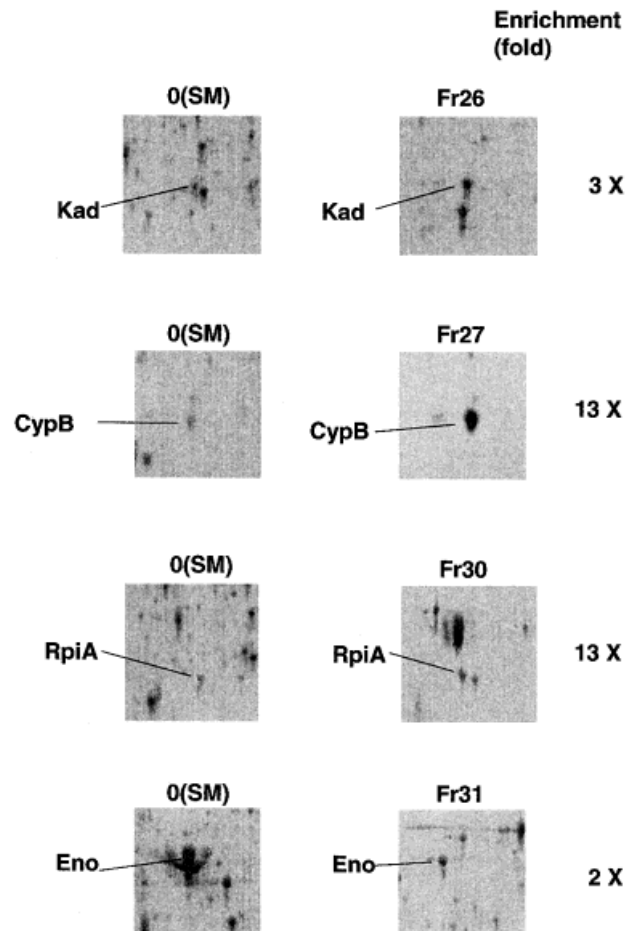 Enrichment
(fold)
0(SM) Fr26
Kad Kad 3 X
0(SM) Fr27
CypB CypB 13 X
0(SM) Fr30
RpiA RpiA 13 X
0(SM) Fr31
Eno Eno 2 X